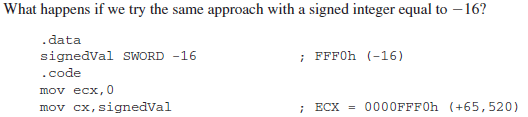 What happens if we try the same approach with a signed integer equal to −16?
.data
signedVal SWORD -16 ; FFF0h (-16)
.code
mov ecx,0
mov cx,signedVal ; ECX = 0000FFF0h (+65,520)